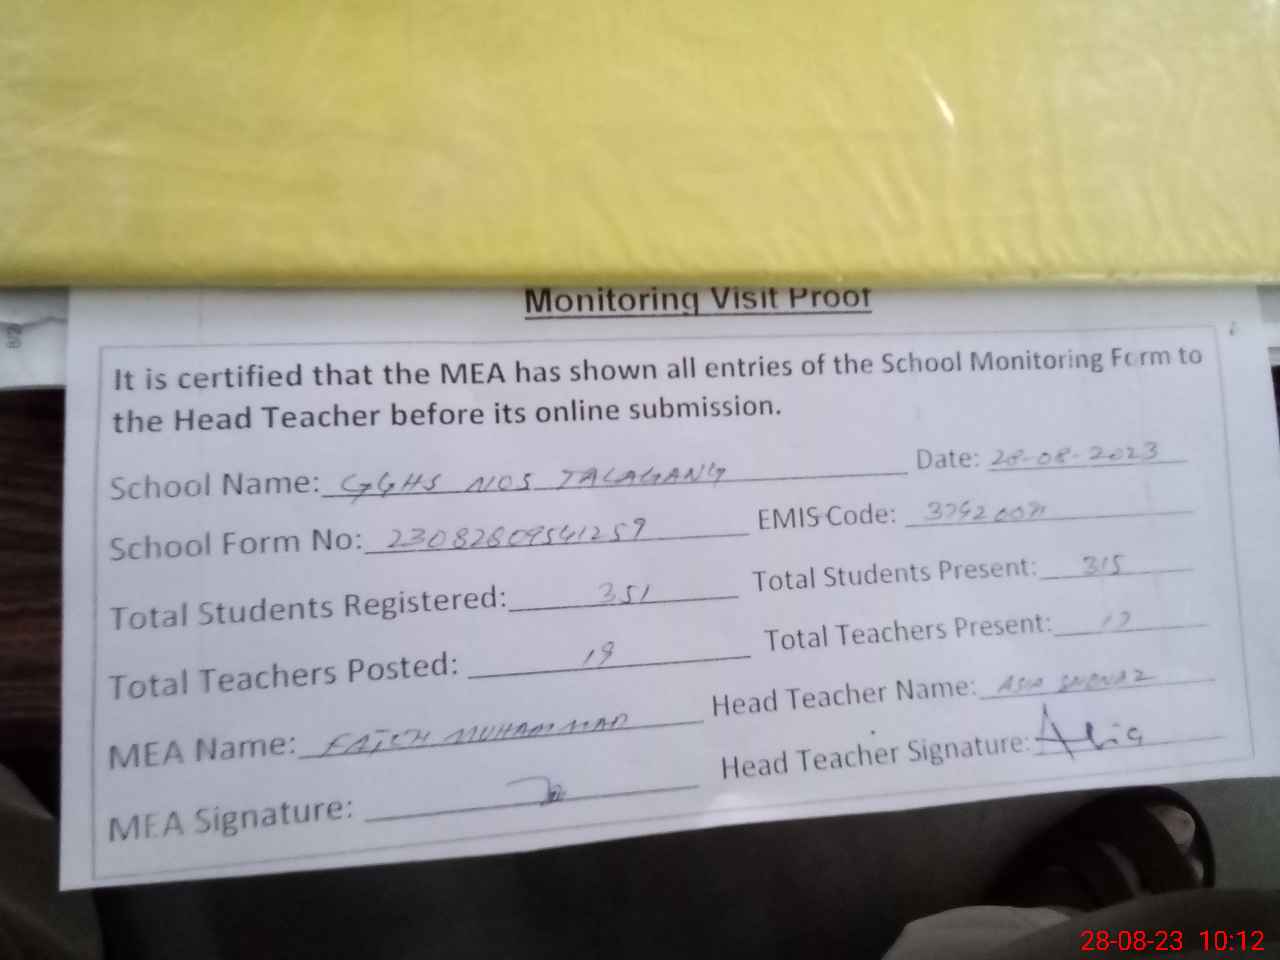 Monitoring Visit Proof
It is certified that the MEA has shown all entries of the School Monitoring Form to
the Head Teacher before its online submission.
School Name: GGHS NO5 TALAGANG Date: 28-08-2023
School Form No: 23082809541259 EMIS Code:
Total Students Registered: 351 Total Students Present: 315
Total Teachers Posted: 19 Total Teachers Present: 17
MEA Name: FATEH MUHAMMAD Head Teacher Name:
MEA Signature: Head Teacher Signature:
28-08-23 10:12